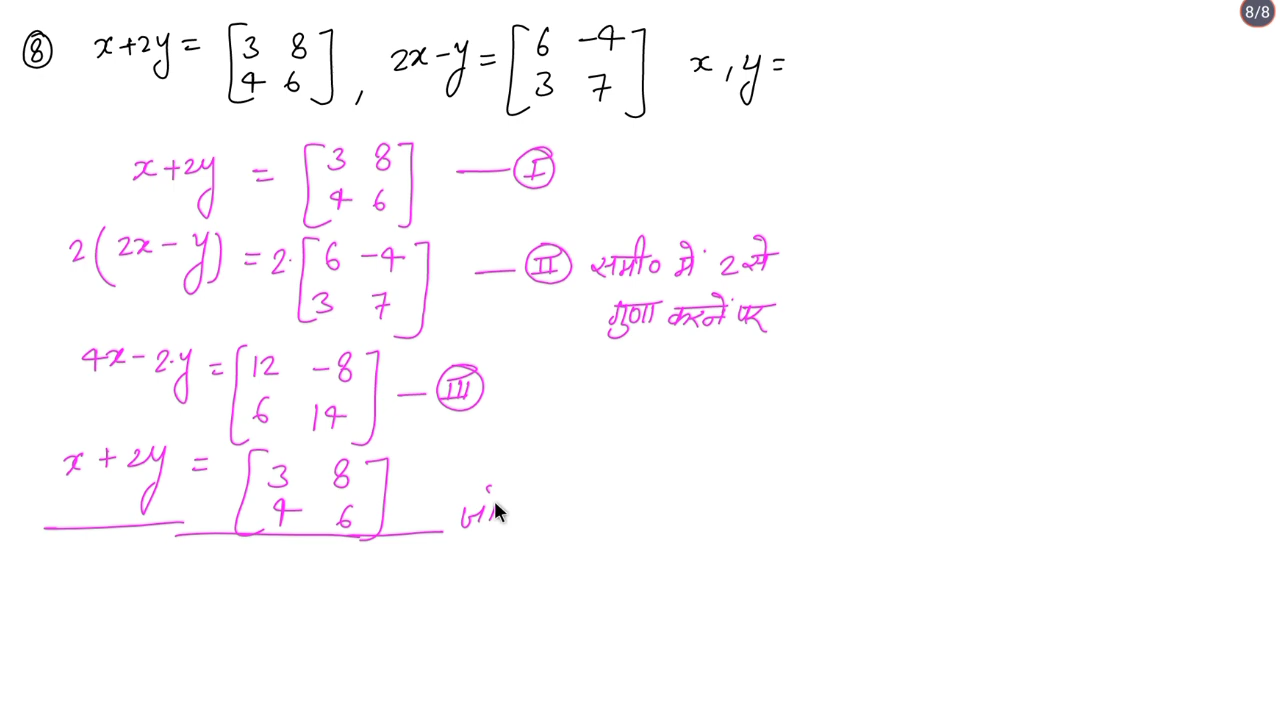 8/8
⑧ x+2y = [3 8; 4 6], 2x-y = [6 -4; 3 7] x, y =
x+2y = [3 8; 4 6] — Ⅰ
2(2x-y) = 2·[6 -4; 3 7] — Ⅱ समी० में 2 से
गुणा करने पर
4x-2·y = [12 -8; 6 14] — Ⅲ
x+2y = [3 8; 4 6]